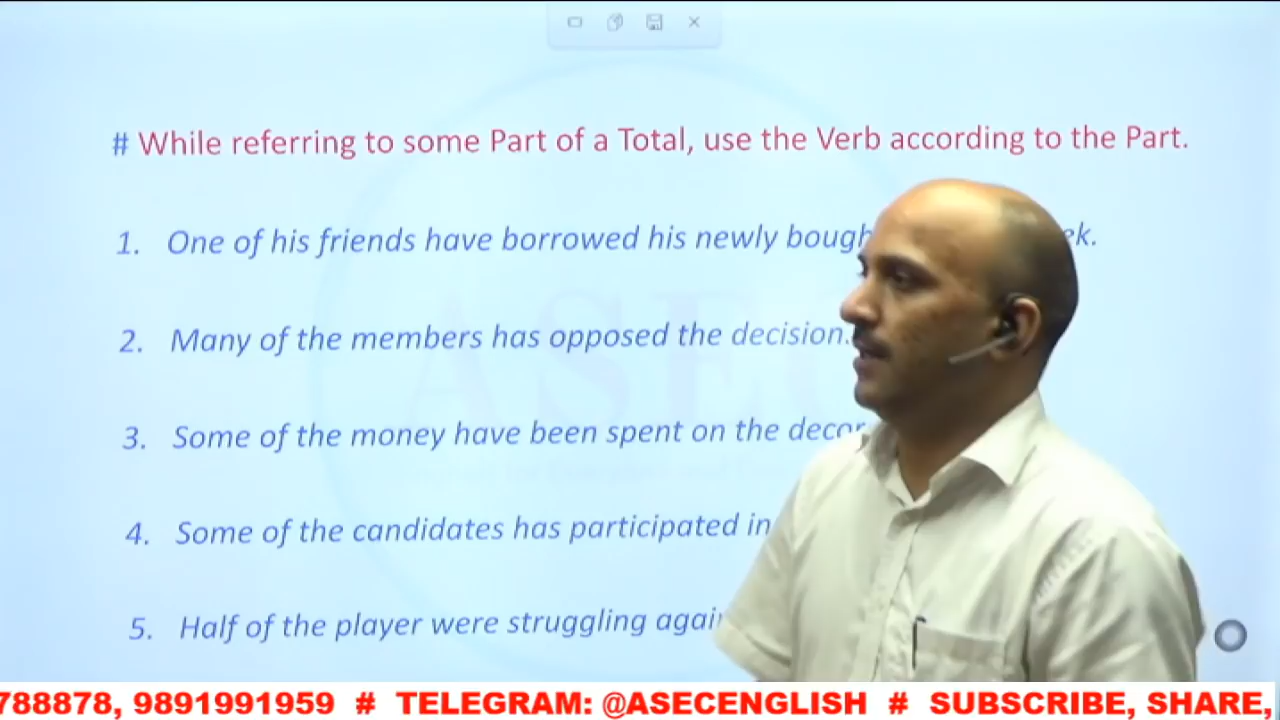 # While referring to some Part of a Total, use the Verb according to the Part.
1. One of his friends have borrowed his newly
2. Many of the members has opposed the decision.
3. Some of the money have been spent on the
4. Some of the candidates has participated in
5. Half of the player were struggling
788878, 9891991959 # TELEGRAM: @ASECENGLISH # SUBSCRIBE, SHARE,